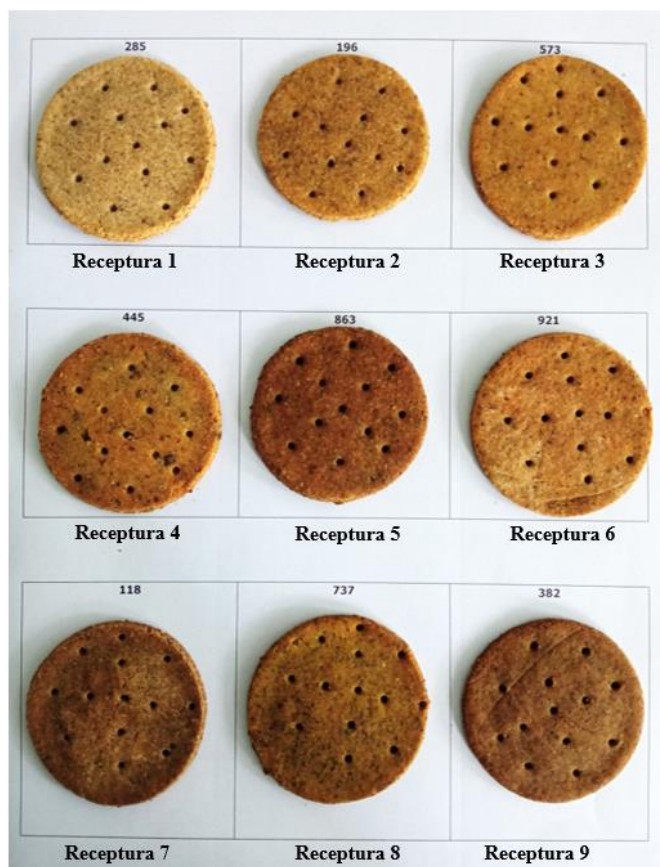 285 196 573
Receptura 1 Receptura 2 Receptura 3
445 863 921
Receptura 4 Receptura 5 Receptura 6
118 737 382
Receptura 7 Receptura 8 Receptura 9